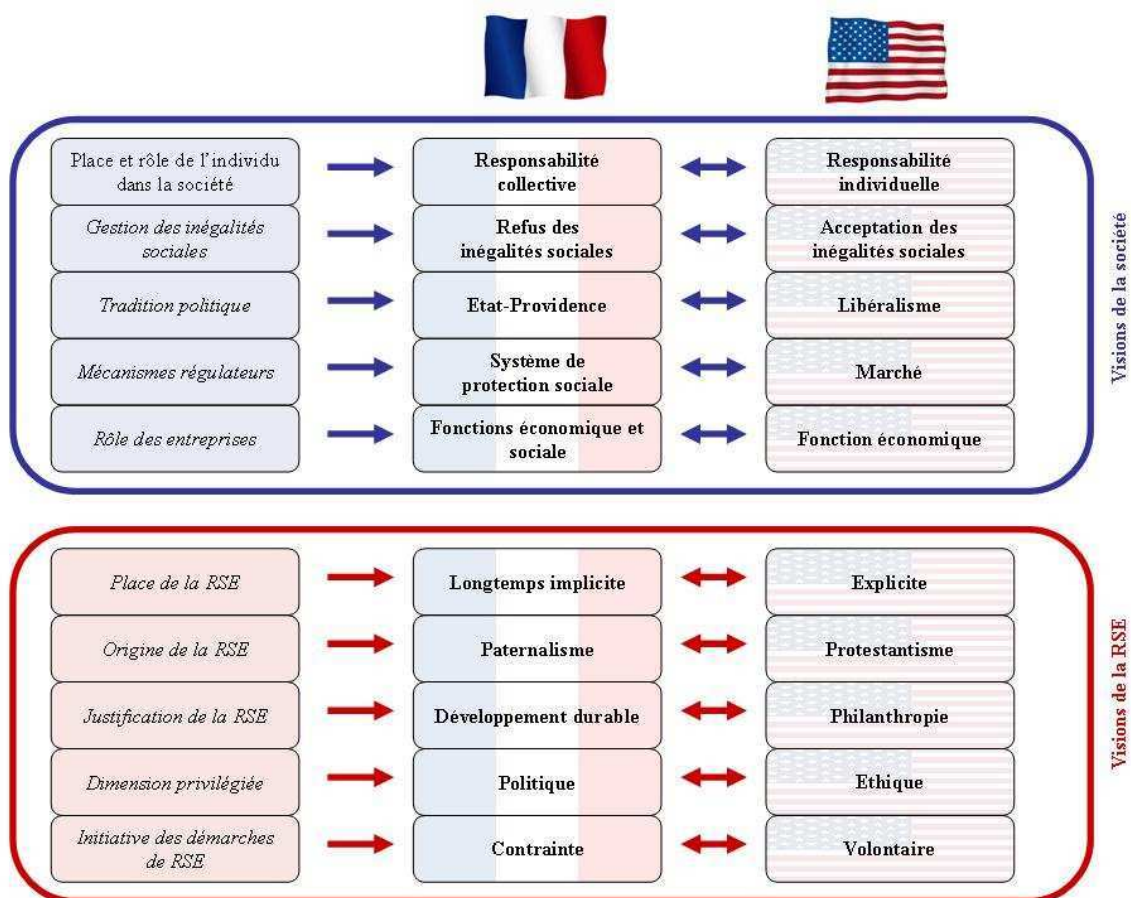 Place et rôle de l'individu
dans la société
Responsabilité
collective
Responsabilité
individuelle
Gestion des inégalités
sociales
Refus des
inégalités sociales
Acceptation des
inégalités sociales
Tradition politique
Etat-Providence
Libéralisme
Mécanismes régulateurs
Système de
protection sociale
Marché
Rôle des entreprises
Fonctions économique et
sociale
Fonction économique
Visions de la société
Place de la RSE
Longtemps implicite
Explicite
Origine de la RSE
Paternalisme
Protestantisme
Justification de la RSE
Développement durable
Philanthropie
Dimension privilégiée
Politique
Ethique
Initiative des démarches
de RSE
Contrainte
Volontaire
Visions de la RSE